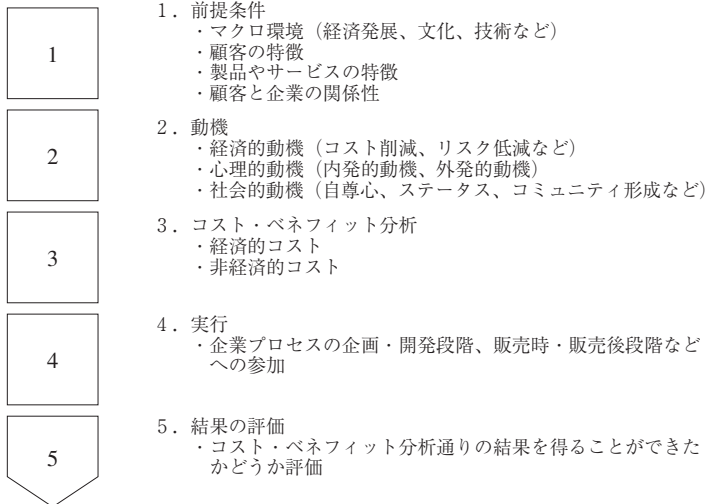 1
1．前提条件
・マクロ環境（経済発展、文化、技術など）
・顧客の特徴
・製品やサービスの特徴
・顧客と企業の関係性
2
2．動機
・経済的動機（コスト削減、リスク低減など）
・心理的動機（内発的動機、外発的動機）
・社会的動機（自尊心、ステータス、コミュニティ形成など）
3
3．コスト・ベネフィット分析
・経済的コスト
・非経済的コスト
4
4．実行
・企業プロセスの企画・開発段階、販売時・販売後段階など
への参加
5
5．結果の評価
・コスト・ベネフィット分析通りの結果を得ることができた
かどうか評価